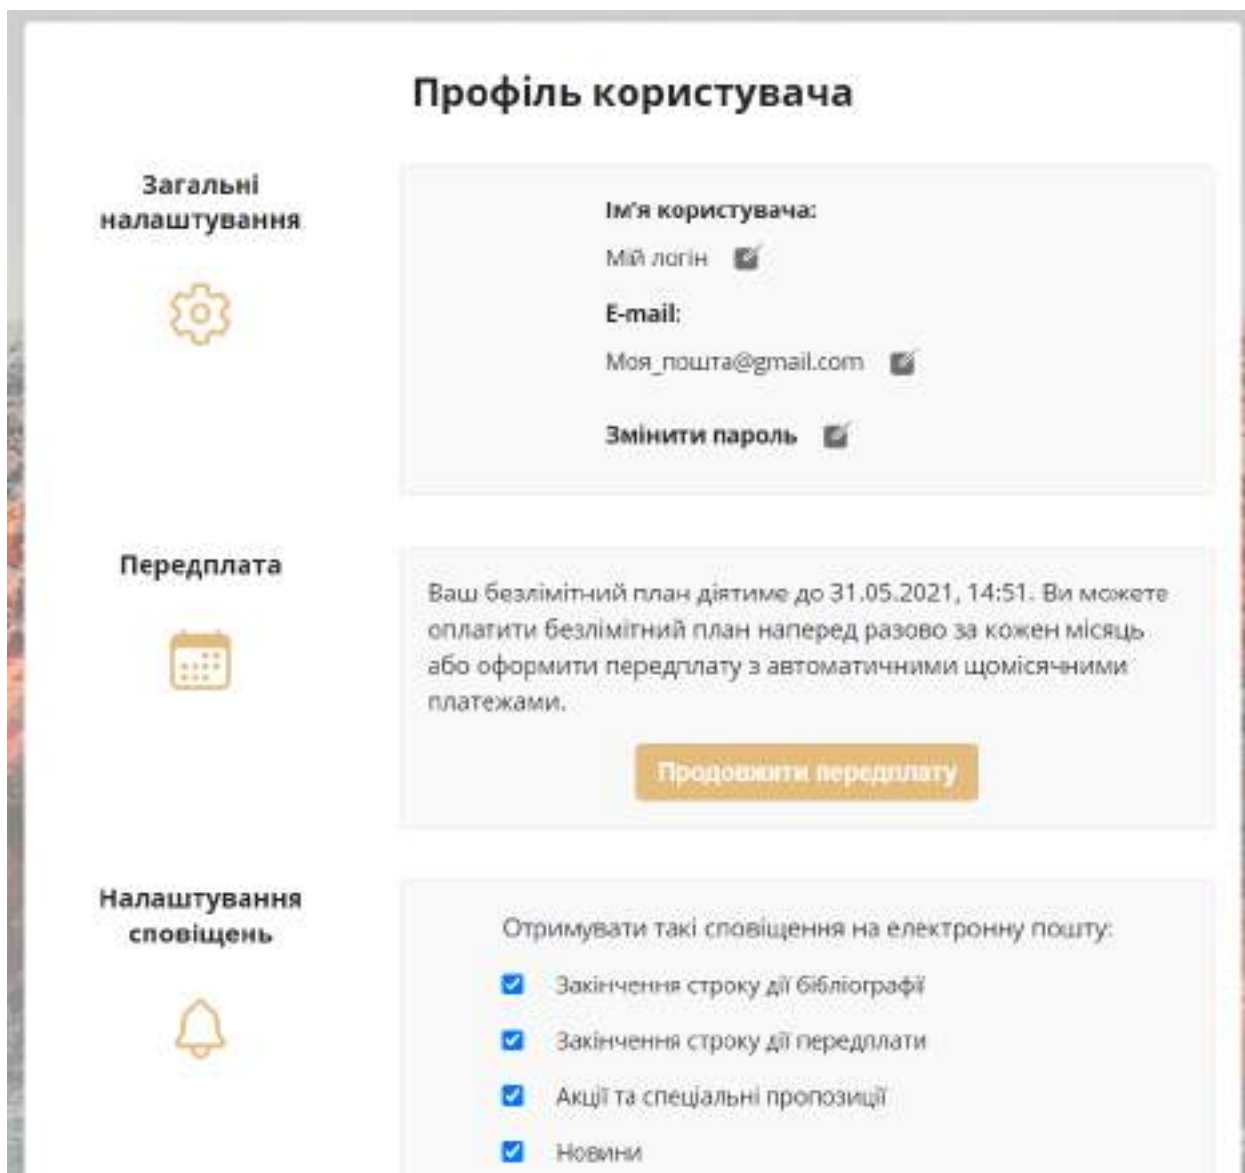 Профіль користувача
Загальні
налаштування
Ім'я користувача:
Мій логін
E-mail:
Моя_пошта@gmail.com
Змінити пароль
Передплата
Ваш безлімітний план діятиме до 31.05.2021, 14:51. Ви можете
оплатити безлімітний план наперед разово за кожен місяць
або оформити передплату з автоматичними щомісячними
платежами.
Продовжити передплату
Налаштування
сповіщень
Отримувати такі сповіщення на електронну пошту:
Закінчення строку дії бібліографії
Закінчення строку дії передплати
Акції та спеціальні пропозиції
Новини